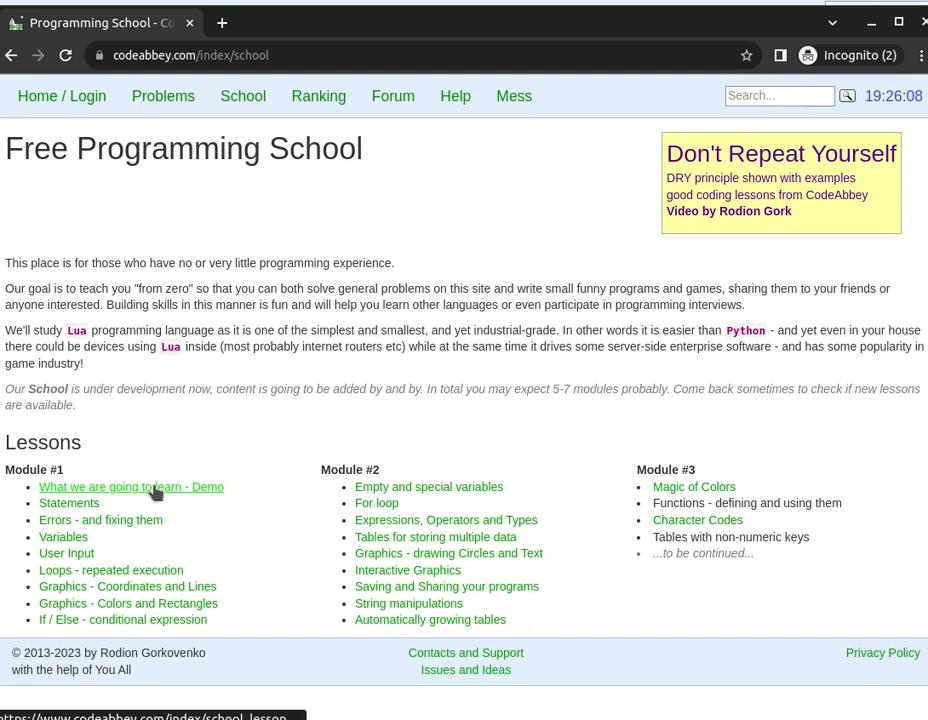 Programming School - Co
codeabbey.com/index/school
Incognito (2)
Home / Login
Problems
School
Ranking
Forum
Help
Mess
Search...
19:26:08
Free Programming School
Don't Repeat Yourself
DRY principle shown with examples
good coding lessons from CodeAbbey
Video by Rodion Gork
This place is for those who have no or very little programming experience.
Our goal is to teach you "from zero" so that you can both solve general problems on this site and write small funny programs and games, sharing them to your friends or
anyone interested. Building skills in this manner is fun and will help you learn other languages or even participate in programming interviews.
We'll study Lua programming language as it is one of the simplest and smallest, and yet industrial-grade. In other words it is easier than Python - and yet even in your house
there could be devices using Lua inside (most probably internet routers etc) while at the same time it drives some server-side enterprise software - and has some popularity in
game industry!
Our School is under development now, content is going to be added by and by. In total you may expect 5-7 modules probably. Come back sometimes to check if new lessons
are available.
Lessons
Module #1
What we are going to learn - Demo
Statements
Errors - and fixing them
Variables
User Input
Loops - repeated execution
Graphics - Coordinates and Lines
Graphics - Colors and Rectangles
If / Else - conditional expression
Module #2
Empty and special variables
For loop
Expressions, Operators and Types
Tables for storing multiple data
Graphics - drawing Circles and Text
Interactive Graphics
Saving and Sharing your programs
String manipulations
Automatically growing tables
Module #3
Magic of Colors
Functions - defining and using them
Character Codes
Tables with non-numeric keys
...to be continued...
© 2013-2023 by Rodion Gorkovenko
with the help of You All
Contacts and Support
Issues and Ideas
Privacy Policy
https://www.codeabbey.com/index/school_lesson